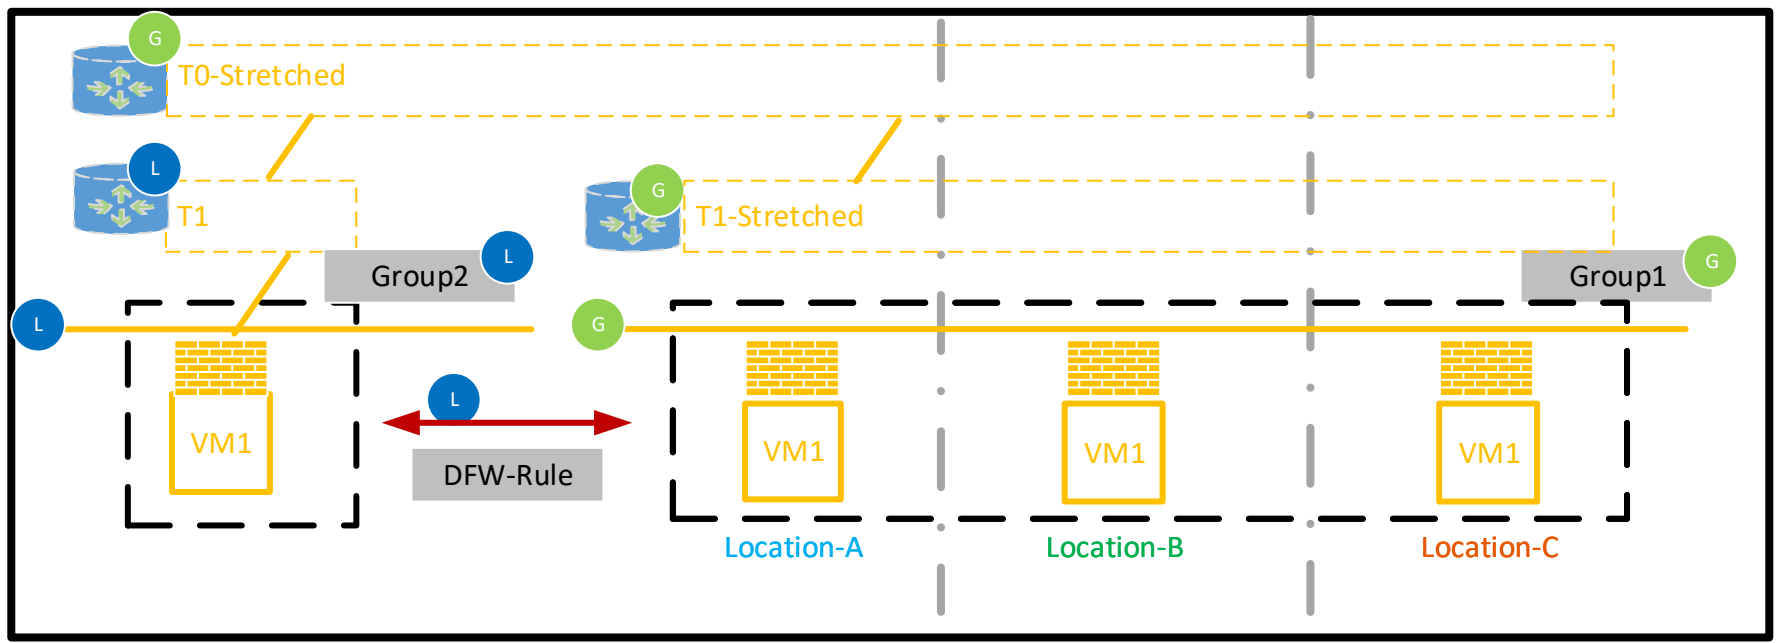 G
T0-Stretched
L
T1
G
T1-Stretched
Group2
L
Group1
G
L
G
VM1
L
DFW-Rule
VM1
VM1
VM1
Location-A
Location-B
Location-C